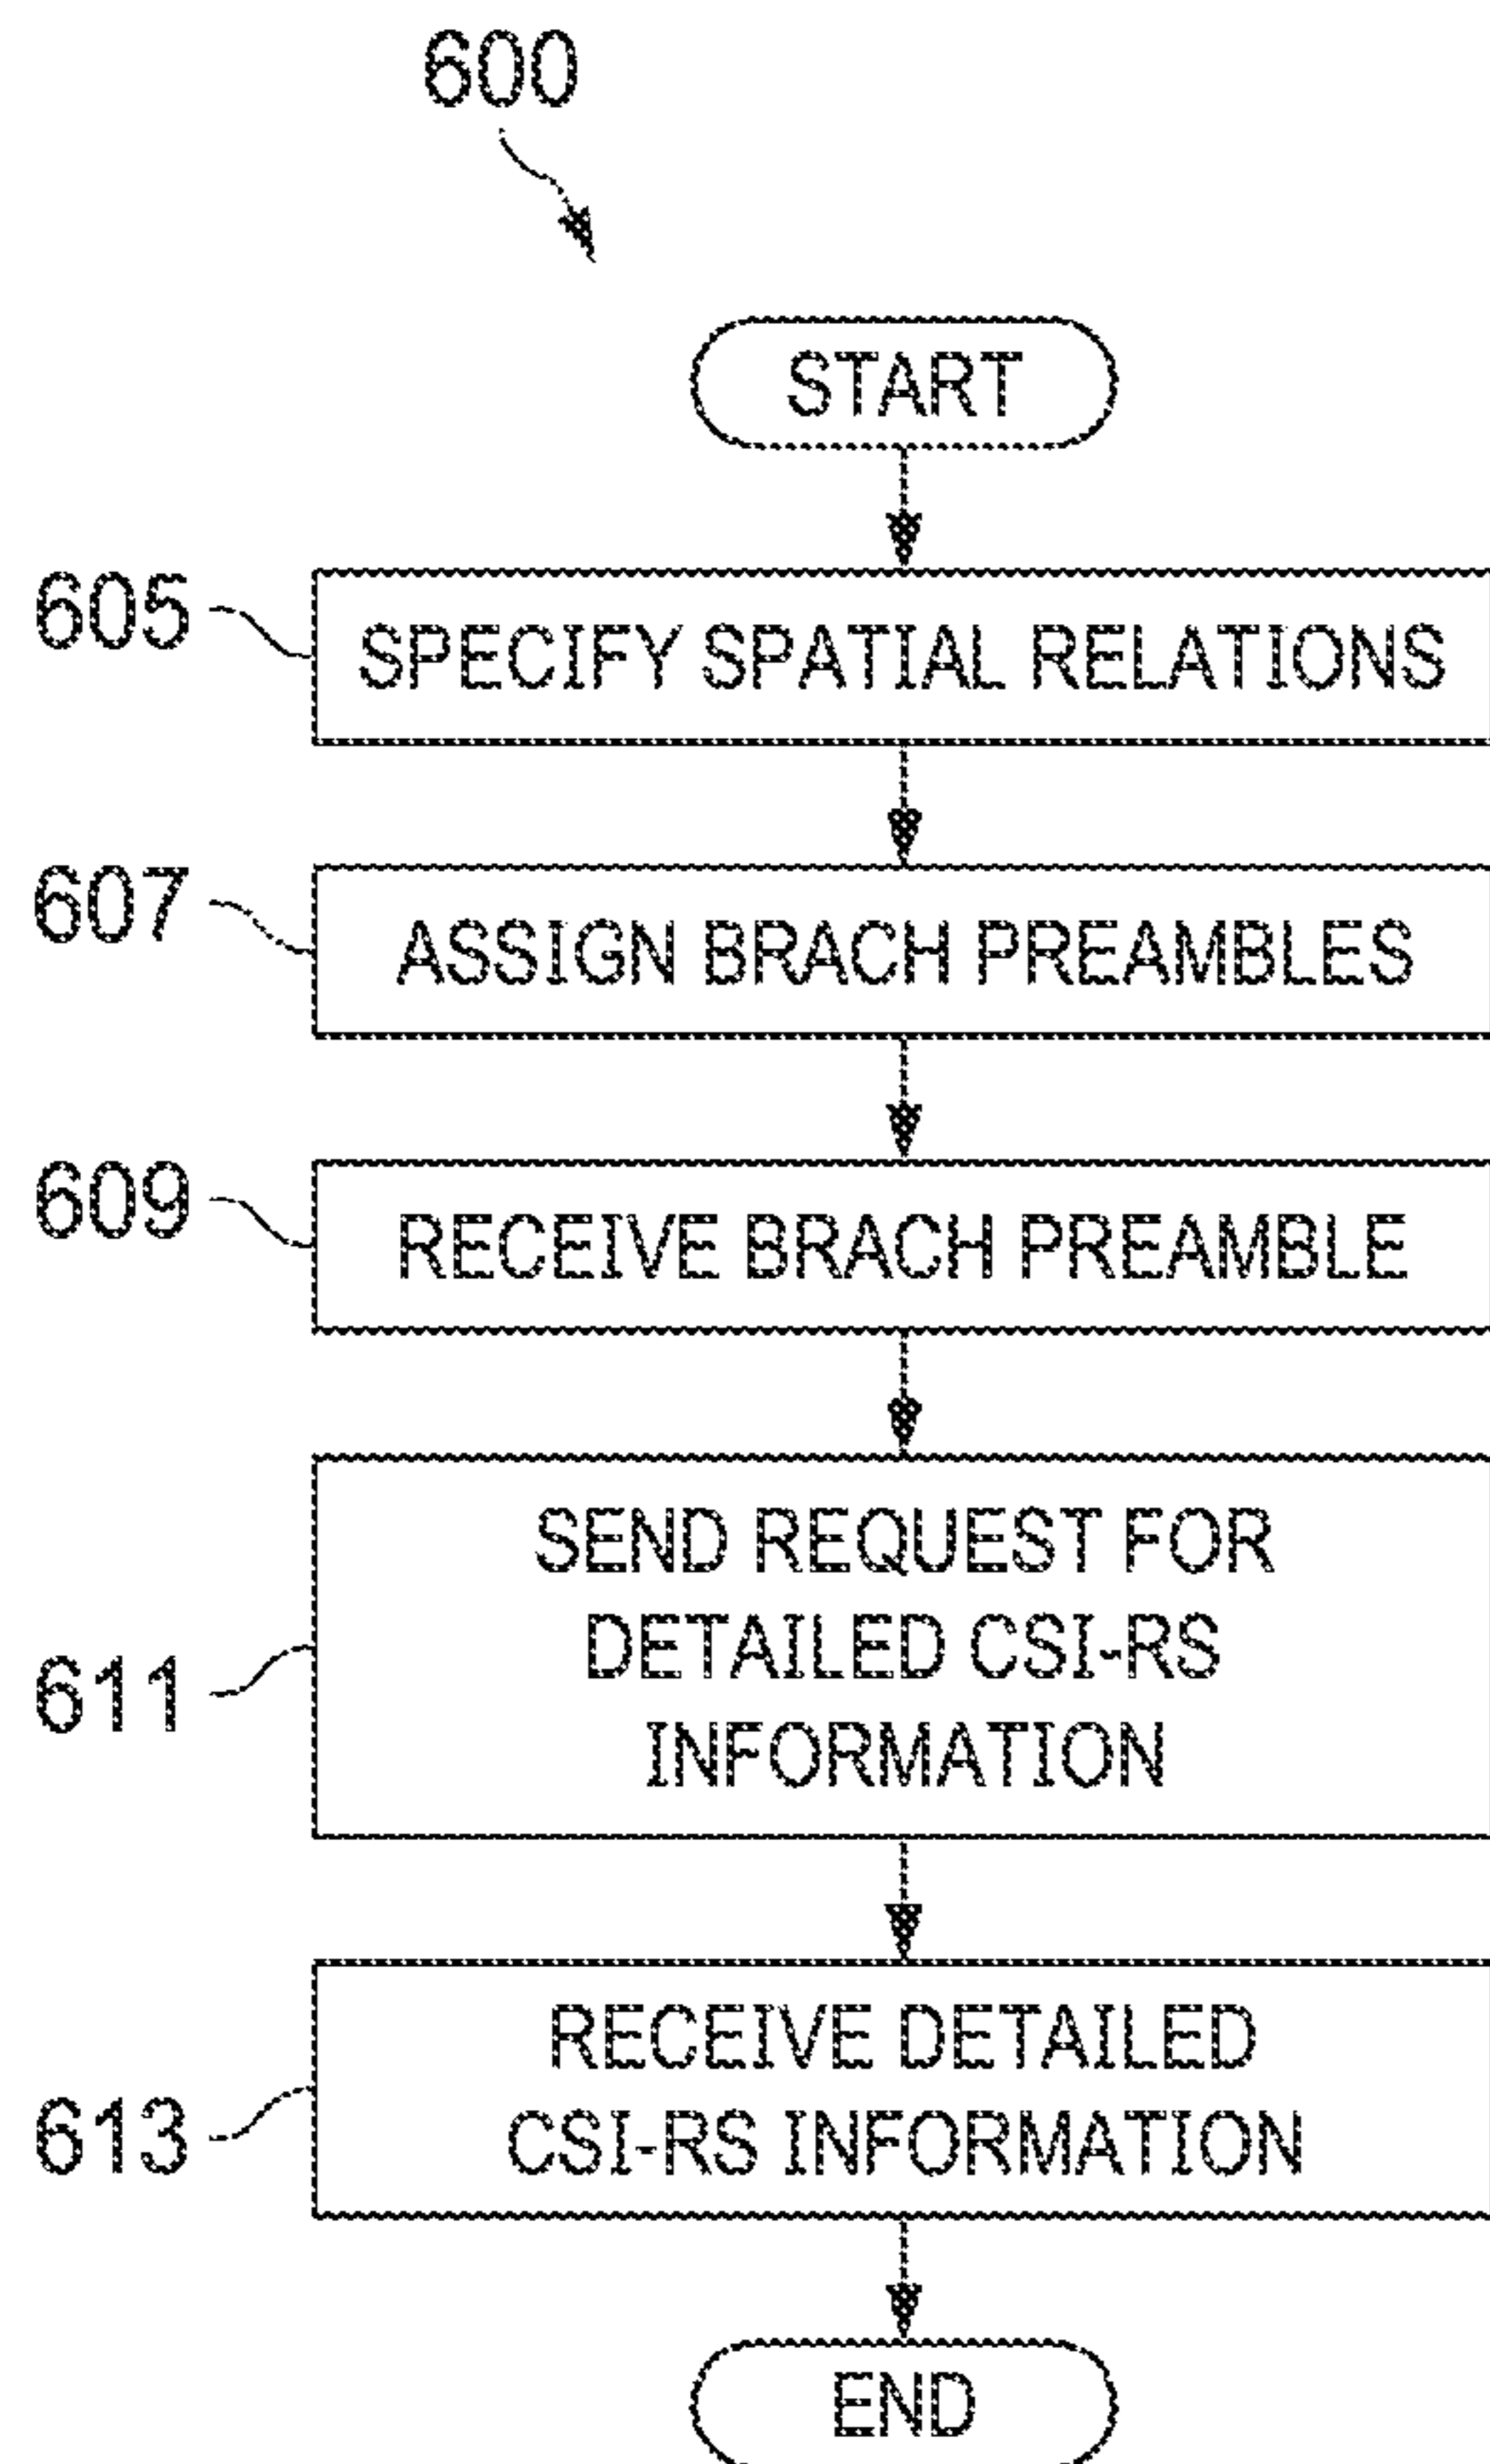 600
START
605
SPECIFY SPATIAL RELATIONS
607
ASSIGN BRACH PREAMBLES
609
RECEIVE BRACH PREAMBLE
611
SEND REQUEST FOR
DETAILED CSI-RS
INFORMATION
613
RECEIVE DETAILED
CSI-RS INFORMATION
END